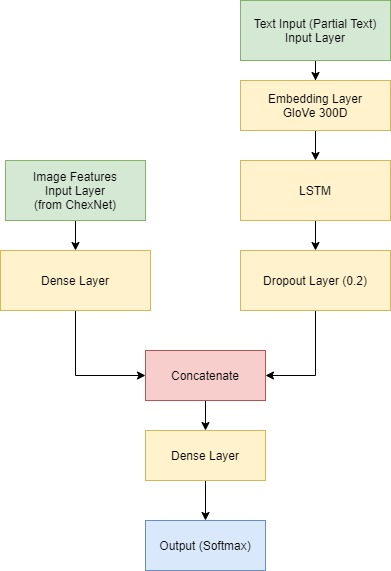 Text Input (Partial Text)
Input Layer
Embedding Layer
GloVe 300D
Image Features
Input Layer
(from ChexNet)
LSTM
Dense Layer
Dropout Layer (0.2)
Concatenate
Dense Layer
Output (Softmax)